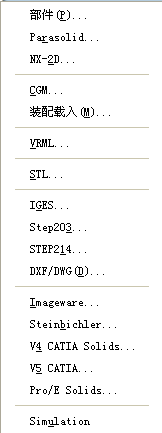 部件(P)...
Parasolid...
NX-2D...
CGM...
装配载入(M)...
VRML...
STL...
IGES...
Step203...
STEP214...
DXF/DWG(D)...
Imageware...
Steinbichler...
V4 CATIA Solids...
V5 CATIA...
Pro/E Solids...
Simulation